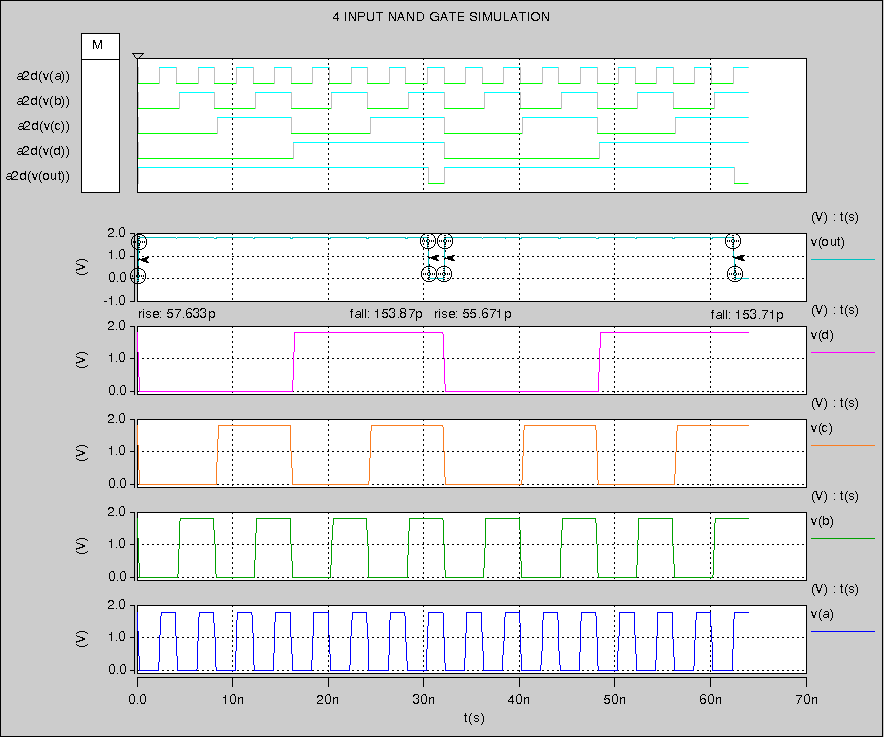 4 INPUT NAND GATE SIMULATION
M
a2d(v(a))
a2d(v(b))
a2d(v(c))
a2d(v(d))
a2d(v(out))
(V) : t(s)
2.0
1.0
0.0
-1.0
(V)
v(out)
rise: 57.633p fall: 153.87p rise: 55.671p fall: 153.71p
(V) : t(s)
2.0
1.0
0.0
(V)
v(d)
(V) : t(s)
2.0
1.0
0.0
(V)
v(c)
(V) : t(s)
2.0
1.0
0.0
(V)
v(b)
(V) : t(s)
2.0
1.0
0.0
(V)
v(a)
0.0 10n 20n 30n 40n 50n 60n 70n
t(s)